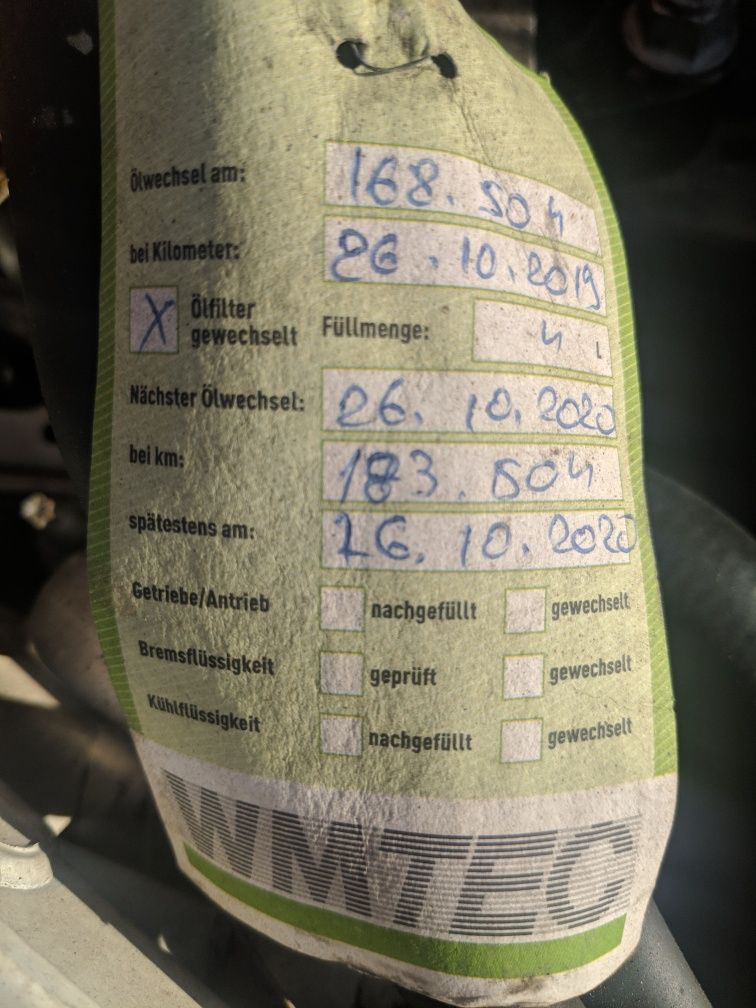 Ölwechsel am: 168.504
bei Kilometer: 26.10.2019
X Ölfilter gewechselt Füllmenge: 4 L
Nächster Ölwechsel: 26.10.2020
bei km: 183.504
spätestens am: 26.10.2020
Getriebe/Antrieb nachgefüllt gewechselt
Bremsflüssigkeit geprüft gewechselt
Kühlflüssigkeit nachgefüllt gewechselt
WMTEC